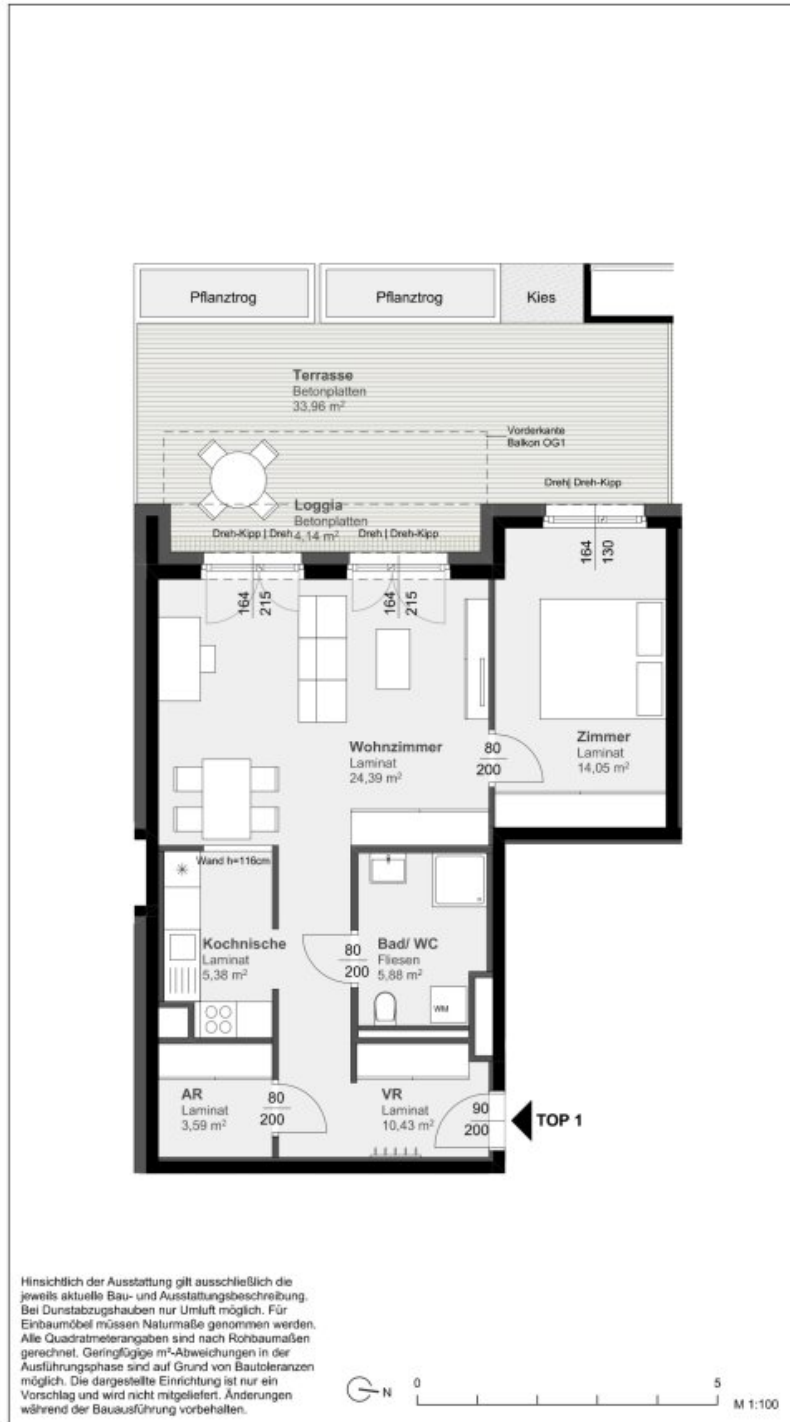 Pflanztrog
Pflanztrog
Kies
Terrasse
Betonplatten
33,96 m²
Vorderkante
Balkon OG1
Dreh| Dreh-Kipp
Loggia
Betonplatten
4,14 m²
Dreh-Kipp | Dreh
Dreh | Dreh-Kipp
164
215
164
215
164
130
Wohnzimmer
Laminat
24,39 m²
80
200
Zimmer
Laminat
14,05 m²
Wand h=116cm
Kochnische
Laminat
5,38 m²
80
200
Bad/ WC
Fliesen
5,88 m²
WM
AR
Laminat
3,59 m²
80
200
VR
Laminat
10,43 m²
90
200
TOP 1
Hinsichtlich der Ausstattung gilt ausschließlich die
jeweils aktuelle Bau- und Ausstattungsbeschreibung.
Bei Dunstabzugshauben nur Umluft möglich. Für
Einbaumöbel müssen Naturmaße genommen werden.
Alle Quadratmeterangaben sind nach Rohbaumaßen
gerechnet. Geringfügige m²-Abweichungen in der
Ausführungsphase sind auf Grund von Bautoleranzen
möglich. Die dargestellte Einrichtung ist nur ein
Vorschlag und wird nicht mitgeliefert. Änderungen
während der Bauausführung vorbehalten.
N
0
5
M 1:100